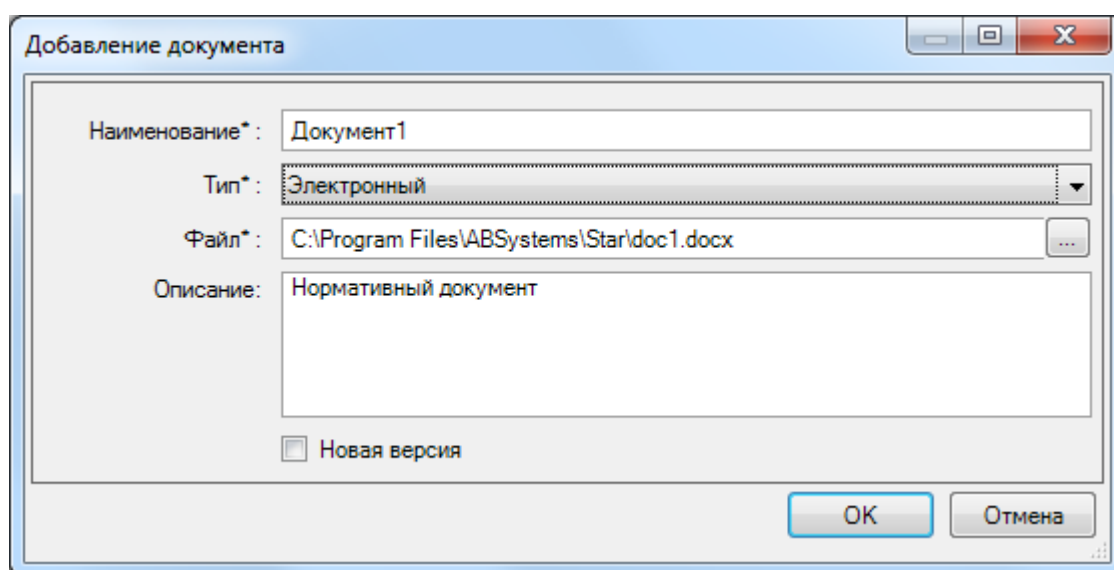 Добавление документа
Наименование* : Документ1
Тип* : Электронный
Файл* : C:\Program Files\ABSystems\Star\doc1.docx ...
Описание: Нормативный документ
Новая версия
OK Отмена